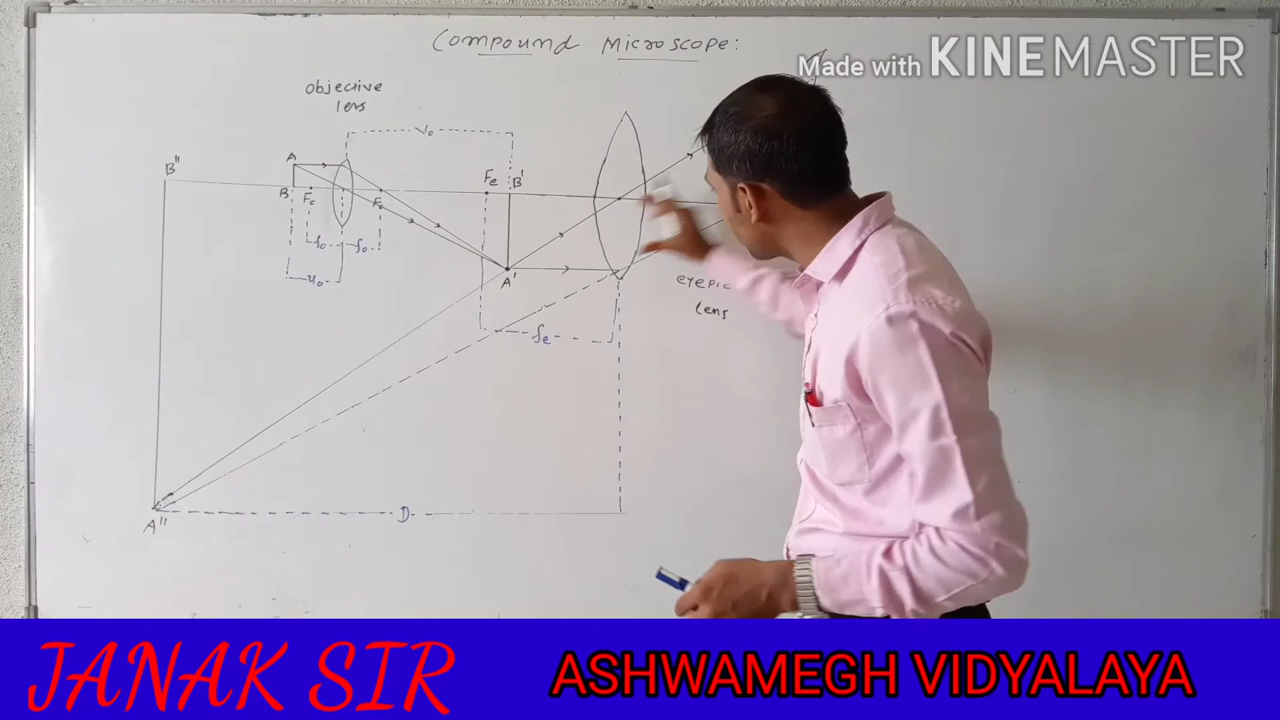 Compound Microscope:
Made with KINEMASTER
objective
lens
Vo
B"
A
B
Fo
Fo
Fe
B'
fo
fo
uo
A'
eyepie
lens
fe
A"
D
JANAK SIR
ASHWAMEGH VIDYALAYA